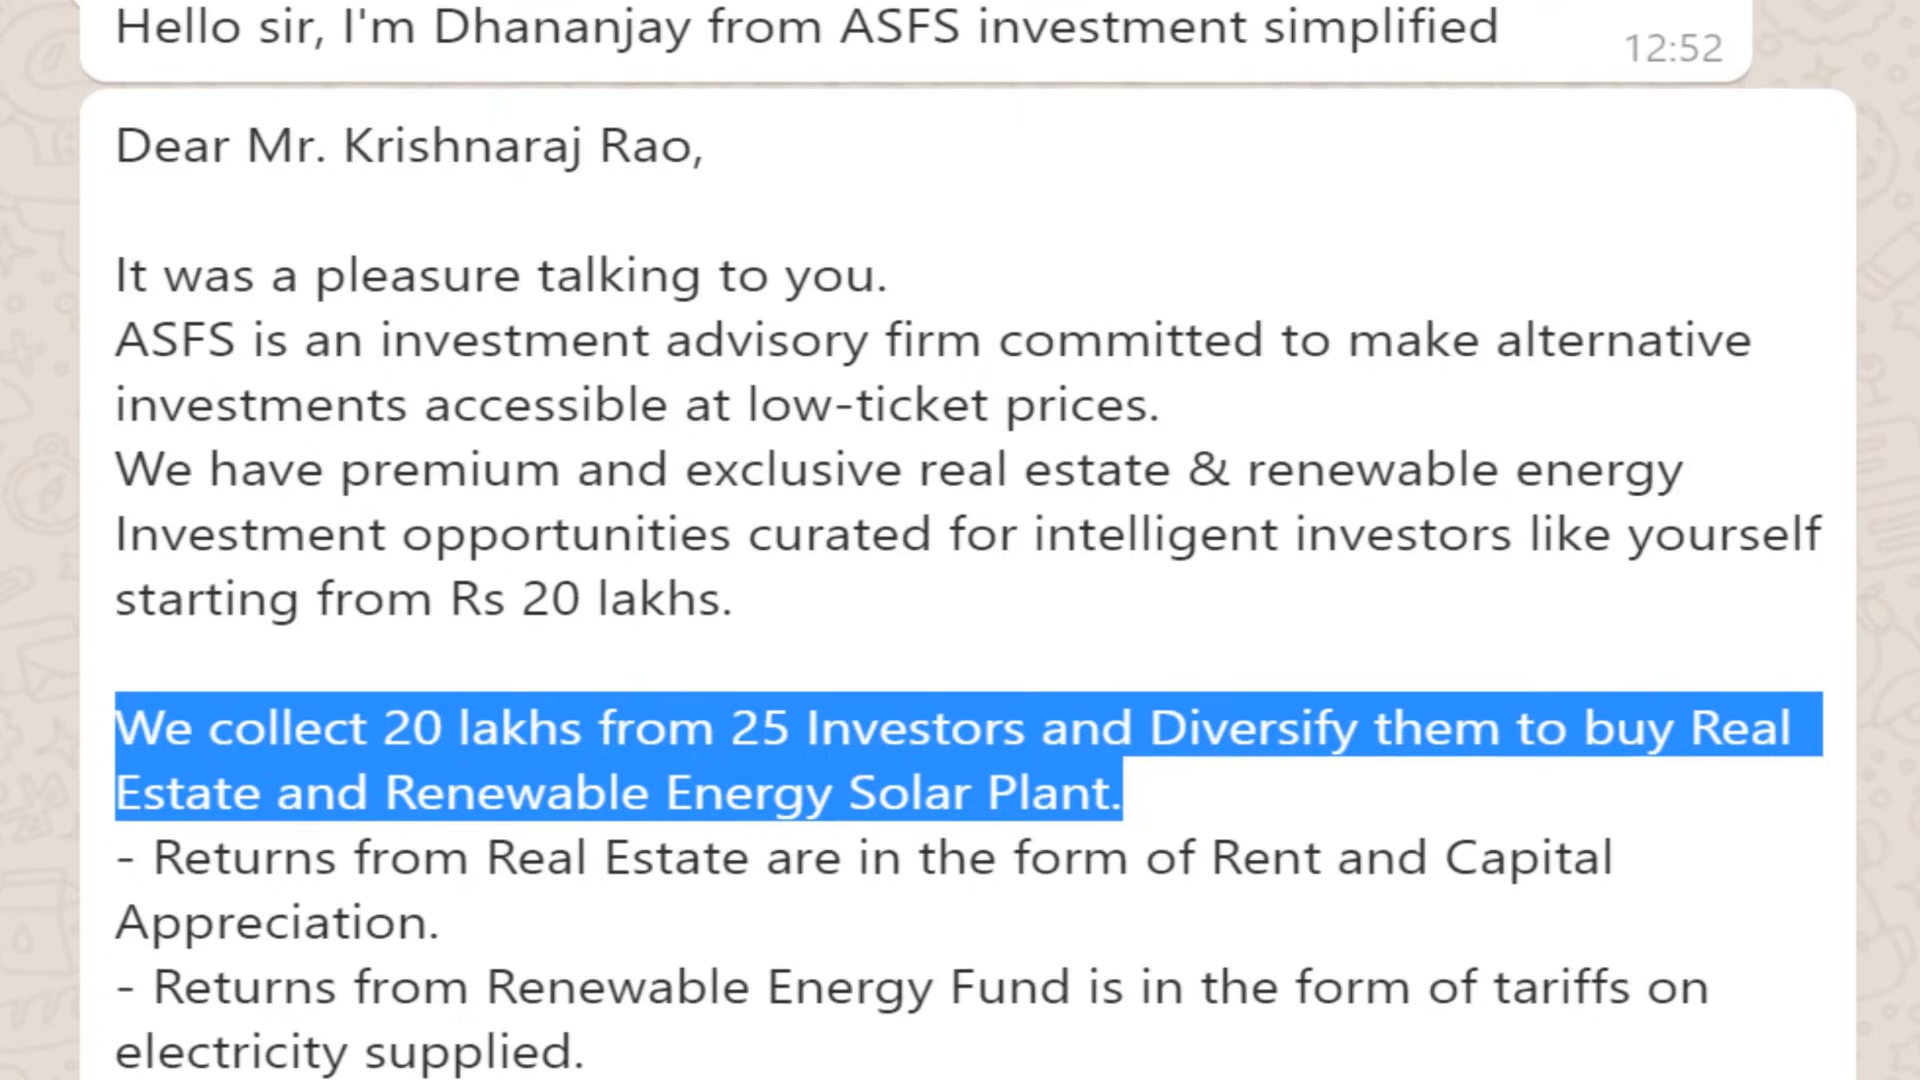 Hello sir, I'm Dhananjay from ASFS investment simplified
12:52
Dear Mr. Krishnaraj Rao,
It was a pleasure talking to you.
ASFS is an investment advisory firm committed to make alternative
investments accessible at low-ticket prices.
We have premium and exclusive real estate & renewable energy
Investment opportunities curated for intelligent investors like yourself
starting from Rs 20 lakhs.
We collect 20 lakhs from 25 Investors and Diversify them to buy Real
Estate and Renewable Energy Solar Plant.
- Returns from Real Estate are in the form of Rent and Capital
Appreciation.
- Returns from Renewable Energy Fund is in the form of tariffs on
electricity supplied.